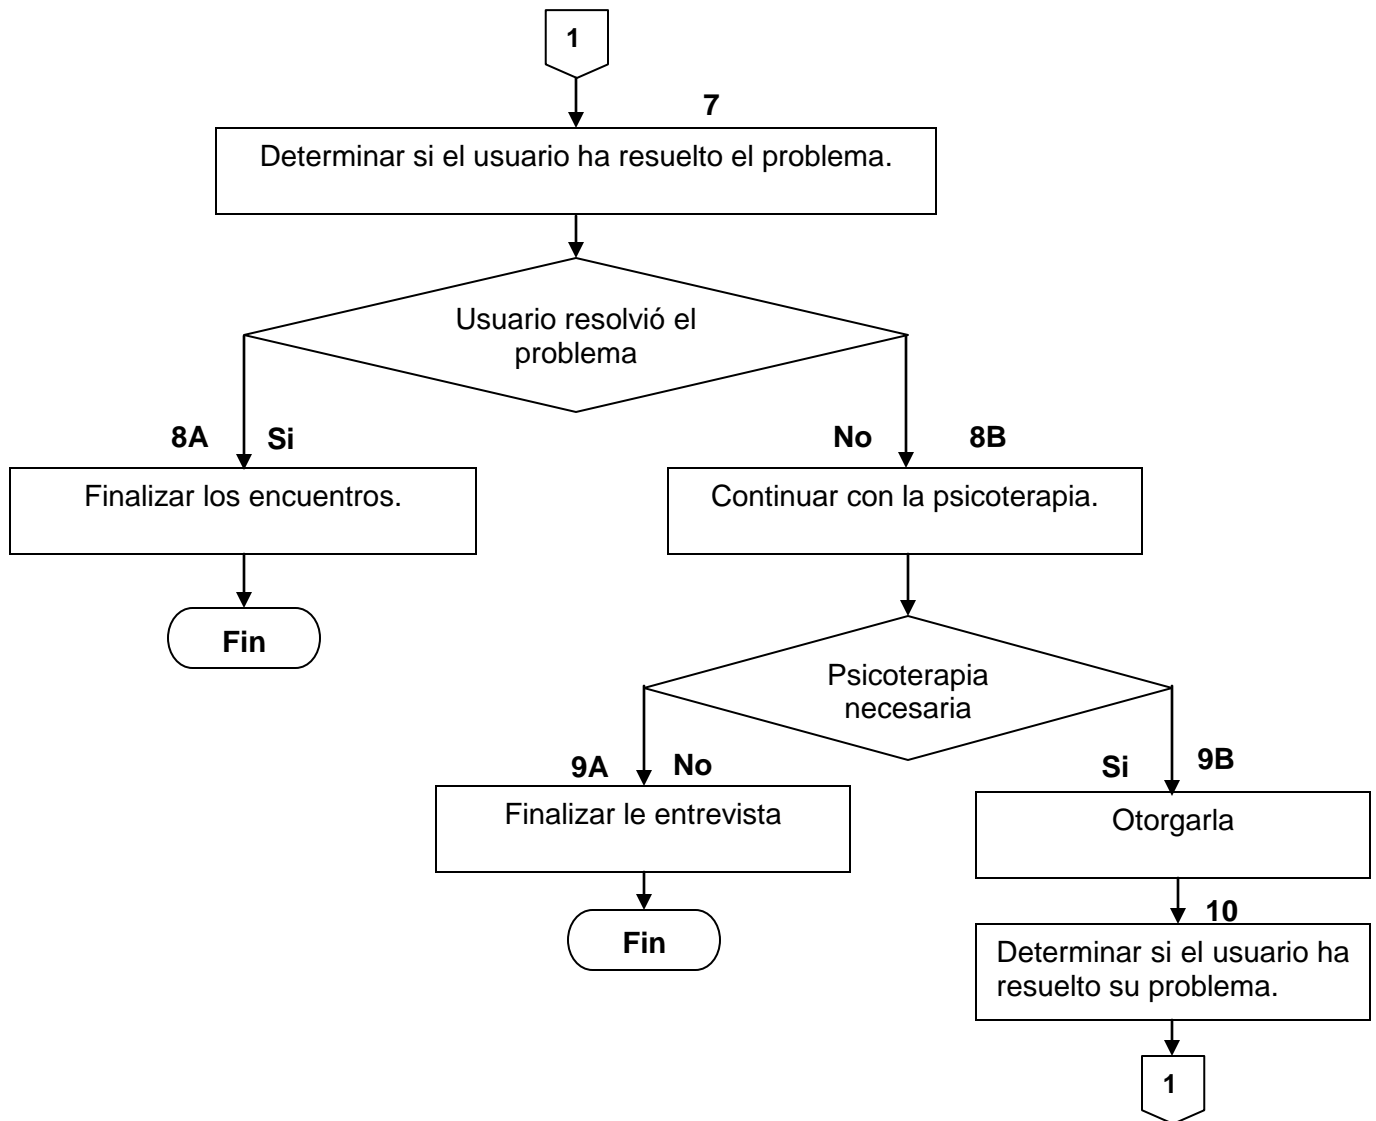 1
7
Determinar si el usuario ha resuelto el problema.
Usuario resolvió el
problema
8A
Si
No
8B
Finalizar los encuentros.
Continuar con la psicoterapia.
Fin
Psicoterapia
necesaria
9A
No
Si
9B
Finalizar le entrevista
Otorgarla
Fin
10
Determinar si el usuario ha
resuelto su problema.
1